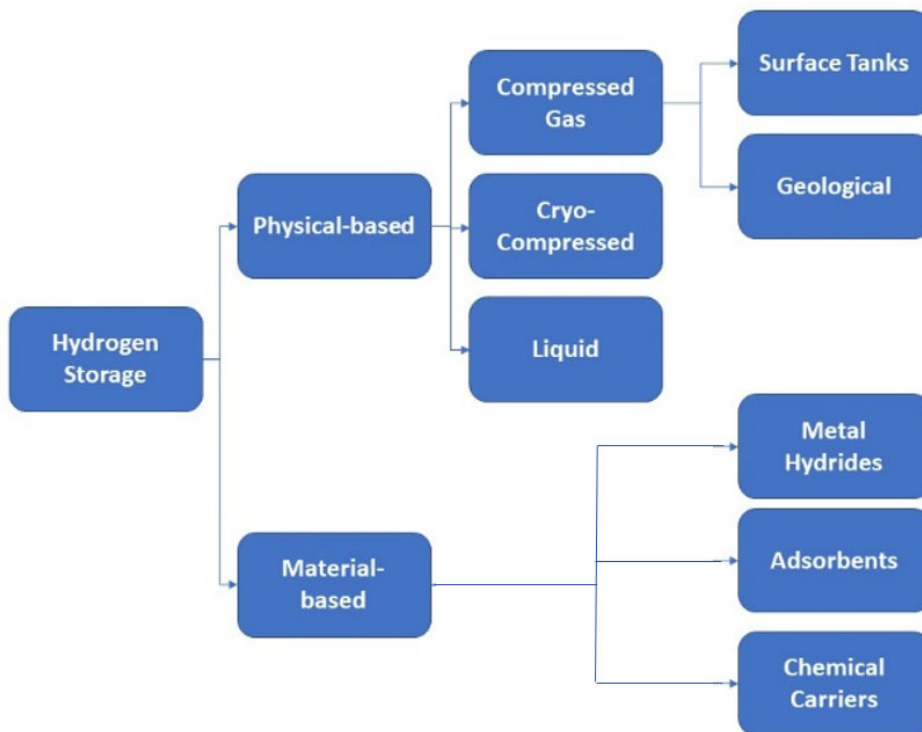 Surface Tanks
Compressed
Gas
Geological
Physical-based
Cryo-
Compressed
Liquid
Hydrogen
Storage
Metal
Hydrides
Material-
based
Adsorbents
Chemical
Carriers